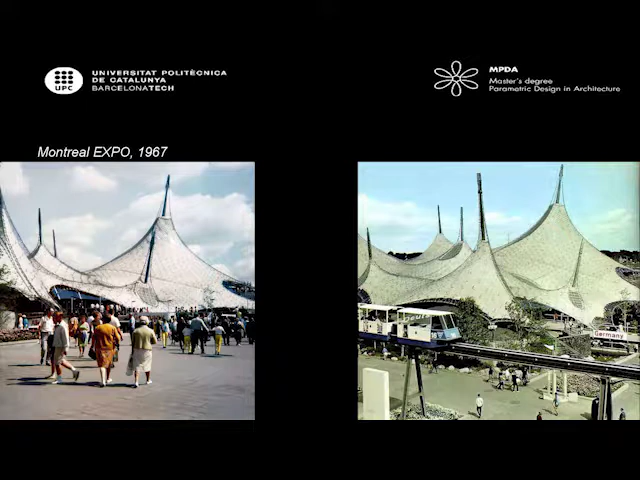 UNIVERSITAT POLITÈCNICA
DE CATALUNYA
BARCELONATECH
UPC
MPDA
Master's degree
Parametric Design in Architecture
Montreal EXPO, 1967
Germany